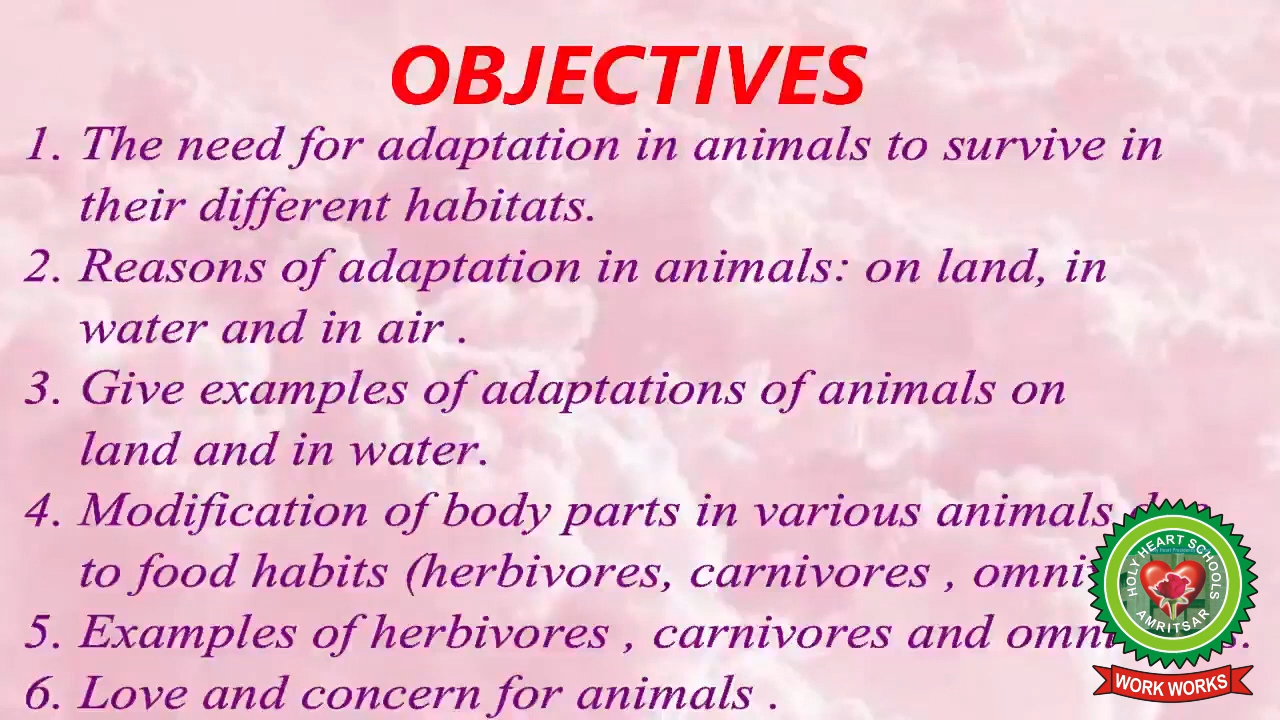 OBJECTIVES
1. The need for adaptation in animals to survive in
their different habitats.
2. Reasons of adaptation in animals: on land, in
water and in air .
3. Give examples of adaptations of animals on
land and in water.
4. Modification of body parts in various animals
to food habits (herbivores, carnivores ,
5. Examples of herbivores , carnivores and
6. Love and concern for animals .
HOLY HEART SCHOOLS
AMRITSAR
WORK WORKS